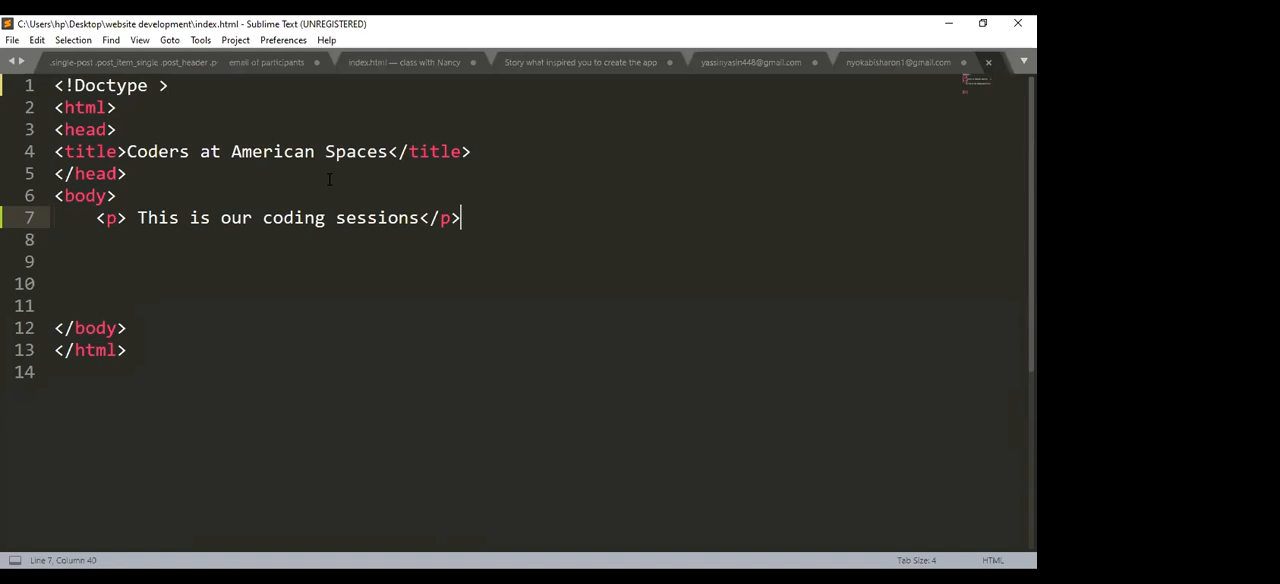 C:\Users\hp\Desktop\website development\index.html - Sublime Text (UNREGISTERED)
File Edit Selection Find View Goto Tools Project Preferences Help
.single-post .post_item_single .post_header .p· email of participants index.html — class with Nancy Story what inspired you to create the app yassinyasin448@gmail.com nyokabisharon1@gmail.com
1 <!Doctype >
2 <html>
3 <head>
4 <title>Coders at American Spaces</title>
5 </head>
6 <body>
7 <p> This is our coding sessions</p>
8
9
10
11
12 </body>
13 </html>
14
Line 7, Column 40 Tab Size: 4 HTML